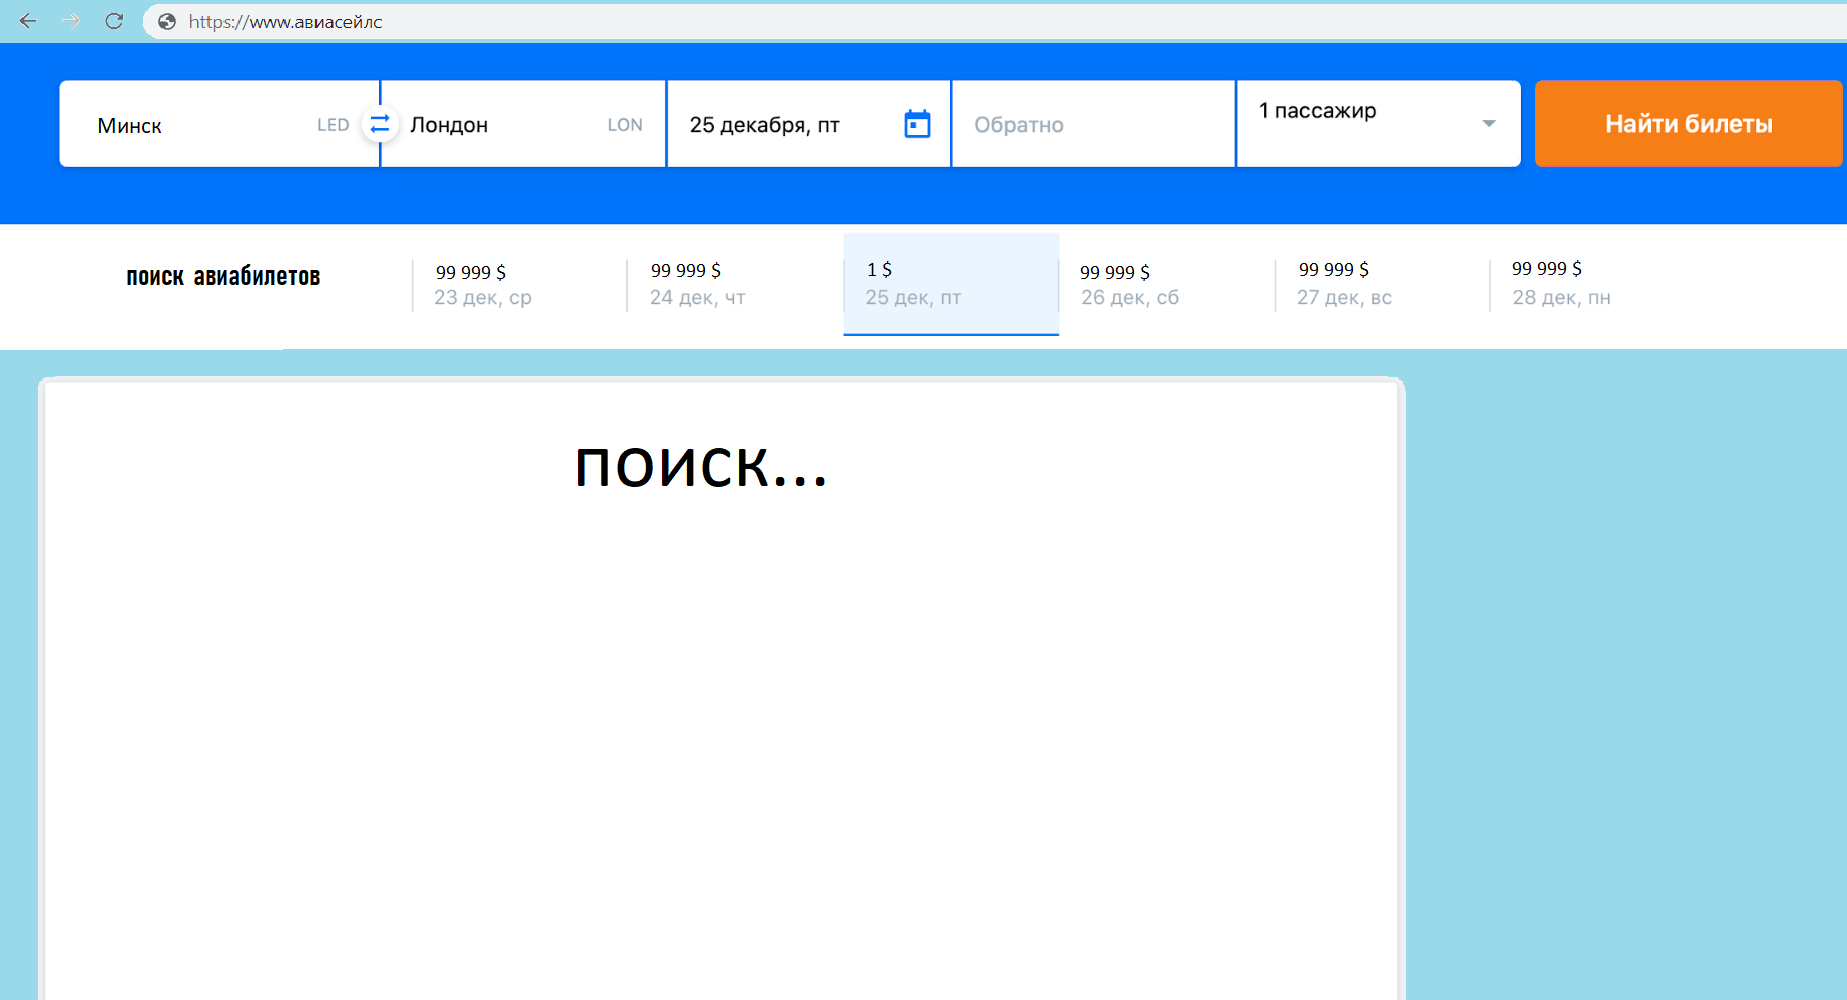 https://www.авиасейлс
Минск LED Лондон LON 25 декабря, пт Обратно 1 пассажир Найти билеты
поиск авиабилетов
99 999 $ 99 999 $ 1 $ 99 999 $ 99 999 $ 99 999 $
23 дек, ср 24 дек, чт 25 дек, пт 26 дек, сб 27 дек, вс 28 дек, пн
поиск...